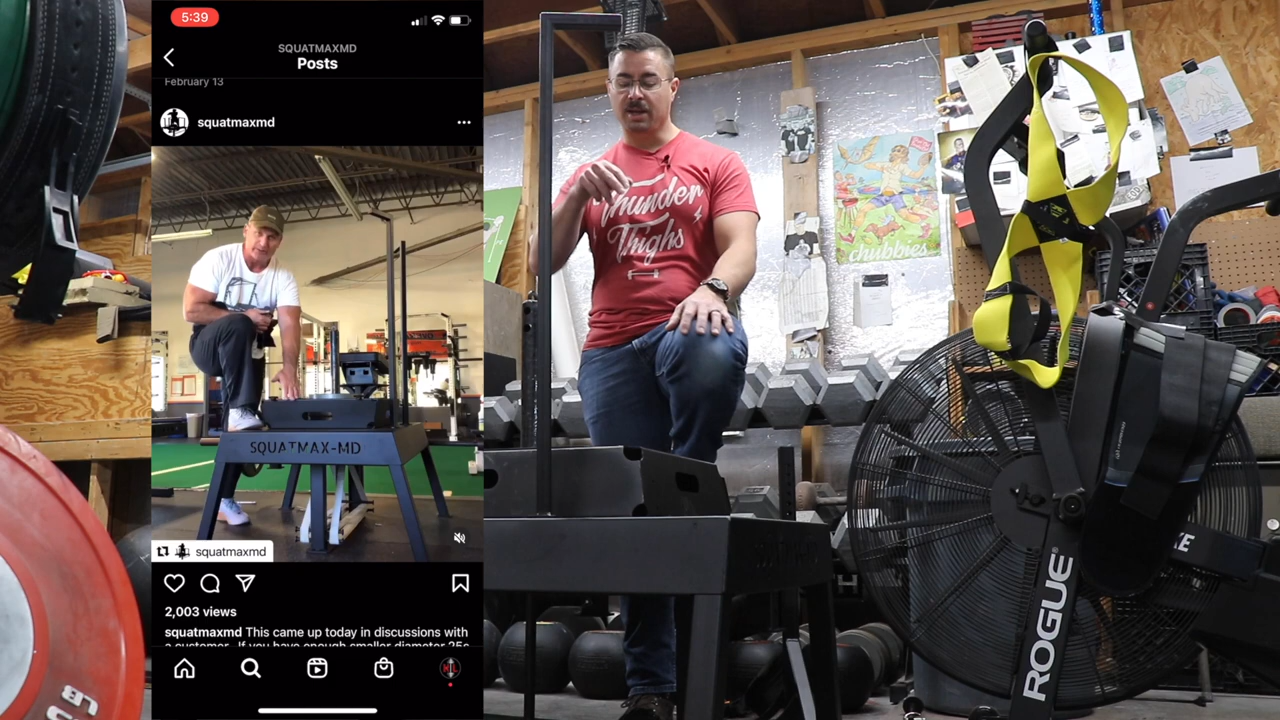 5:39
SQUATMAXMD
Posts
February 13
squatmaxmd
SQUATMAX-MD
squatmaxmd
2,003 views
squatmaxmd This came up today in discussions with
Thunder
Thighs
chubbies
ROGUE®